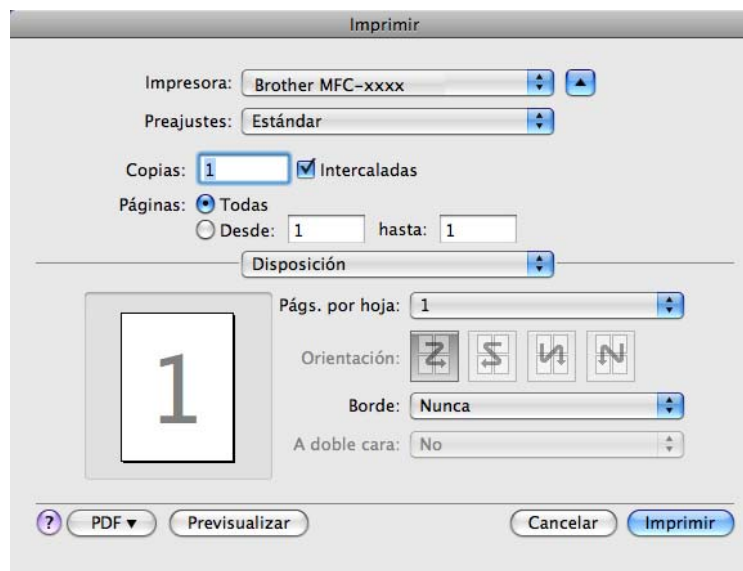 Imprimir
Impresora: Brother MFC-xxxx
Preajustes: Estándar
Copias: 1 Intercaladas
Páginas: Todas
Desde: 1 hasta: 1
Disposición
Págs. por hoja: 1
1
Orientación:
Borde: Nunca
A doble cara: No
? PDF ▾ Previsualizar Cancelar Imprimir